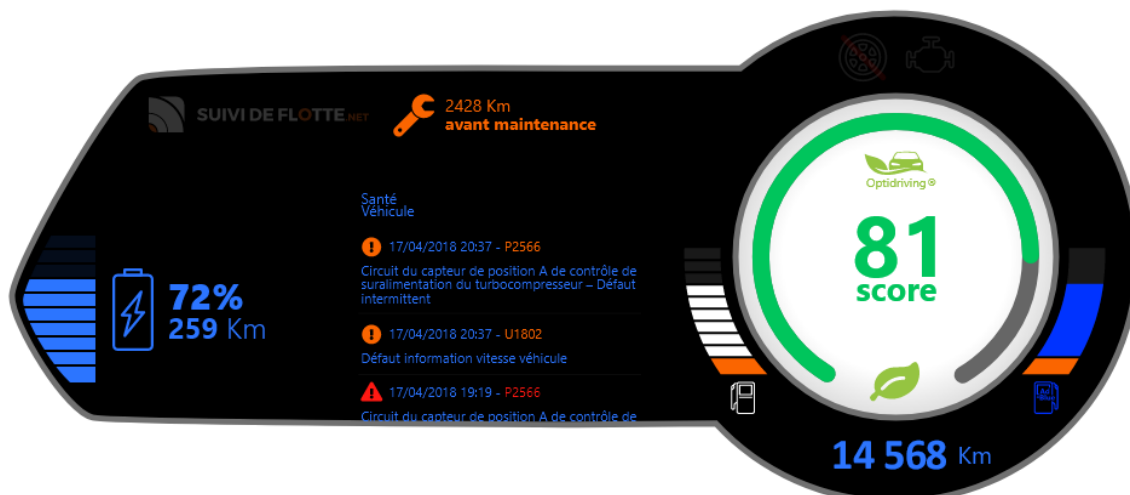 SUIVI DE FLOTTE.NET
2428 Km
avant maintenance
Santé
Véhicule
17/04/2018 20:37 - P2566
Circuit du capteur de position A de contrôle de
suralimentation du turbocompresseur – Défaut
intermittent
17/04/2018 20:37 - U1802
Défaut information vitesse véhicule
17/04/2018 19:19 - P2566
Circuit du capteur de position A de contrôle de
72%
259 Km
Optidriving®
81
score
Ad
Blue
14 568 Km